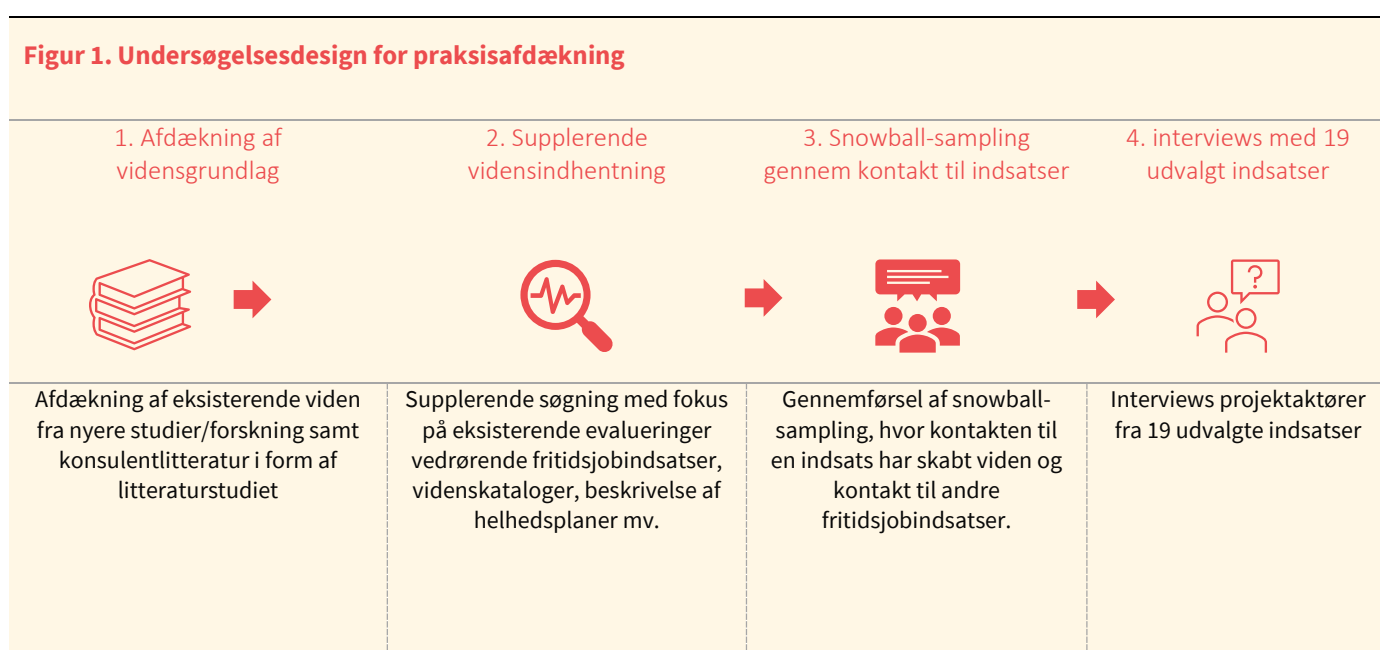 Figur 1. Undersøgelsesdesign for praksisafdækning
1. Afdækning af
vidensgrundlag
2. Supplerende
vidensindhentning
3. Snowball-sampling
gennem kontakt til indsatser
4. interviews med 19
udvalgt indsatser
?
Afdækning af eksisterende viden
fra nyere studier/forskning samt
konsulentlitteratur i form af
litteraturstudiet
Supplerende søgning med fokus
på eksisterende evalueringer
vedrørende fritidsjobindsatser,
videnskataloger, beskrivelse af
helhedsplaner mv.
Gennemførsel af snowball-
sampling, hvor kontakten til
en indsats har skabt viden og
kontakt til andre
fritidsjobindsatser.
Interviews projektaktører
fra 19 udvalgte indsatser